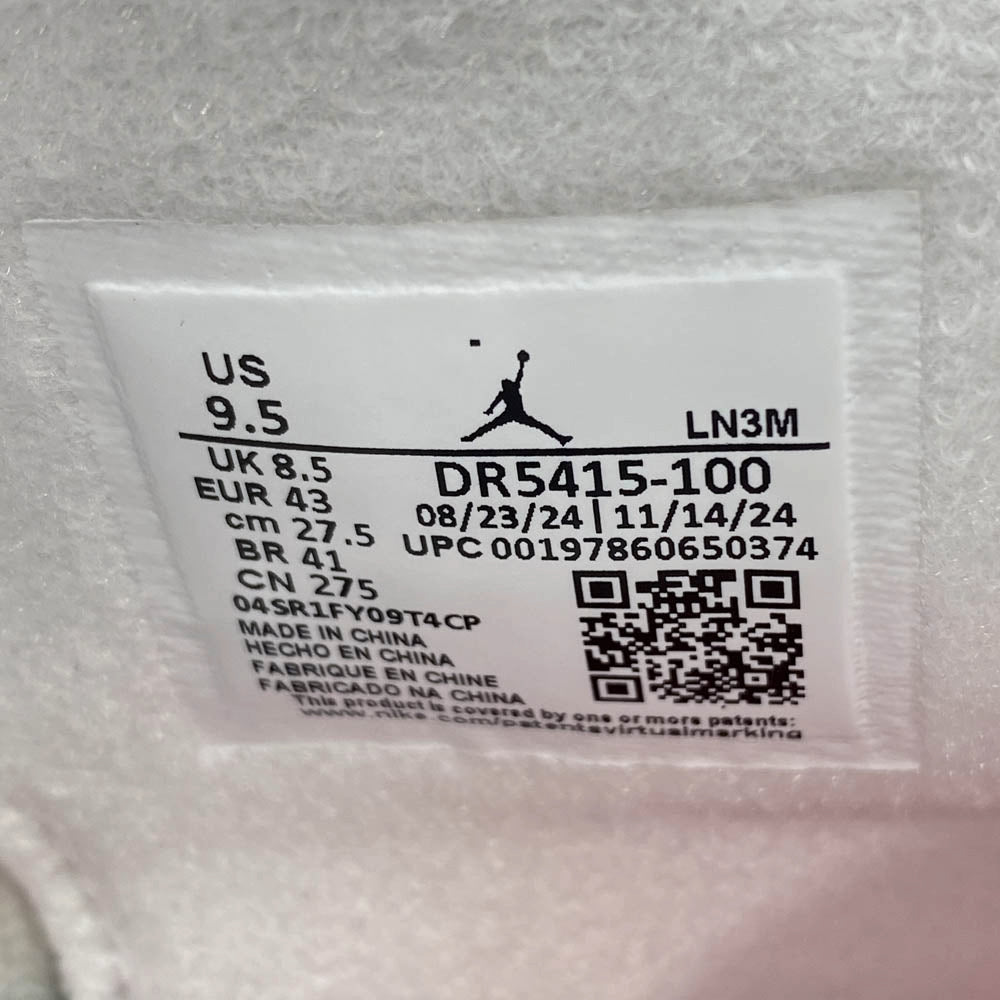 US
9.5
LN3M
UK 8.5
EUR 43
cm 27.5
BR 41
CN 275
04SR1FY09T4CP
MADE IN CHINA
HECHO EN CHINA
FABRIQUE EN CHINE
FABRICADO NA CHINA
DR5415-100
08/23/24 | 11/14/24
UPC 00197860650374
This product is covered by one or more patents:
www.nike.com/patentsvirtualmarking